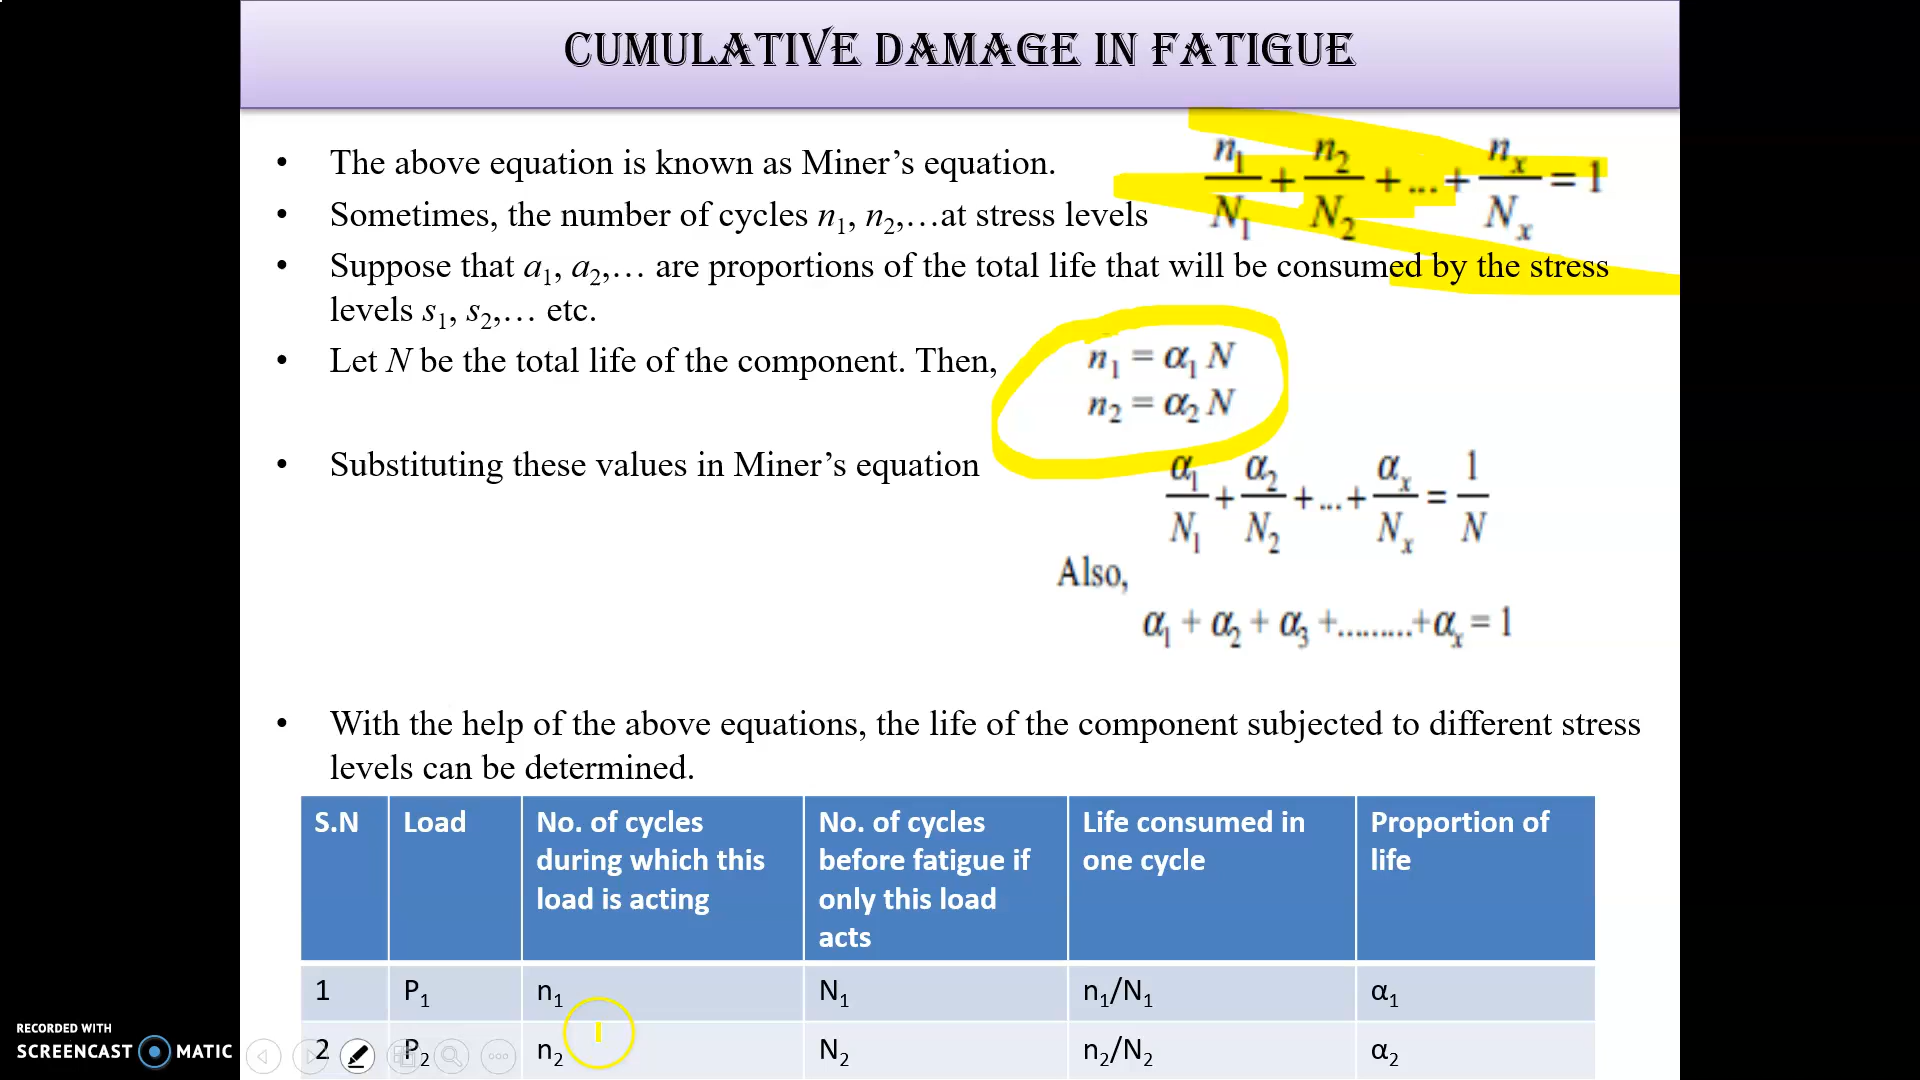 CUMULATIVE DAMAGE IN FATIGUE
• The above equation is known as Miner's equation.
n₁/N₁ + n₂/N₂ + ... + nₓ/Nₓ = 1
• Sometimes, the number of cycles n₁, n₂,…at stress levels
• Suppose that a₁, a₂,… are proportions of the total life that will be consumed by the stress
levels s₁, s₂,… etc.
• Let N be the total life of the component. Then,
n₁ = α₁ N
n₂ = α₂ N
• Substituting these values in Miner's equation
α₁/N₁ + α₂/N₂ + ... + αₓ/Nₓ = 1/N
Also,
α₁ + α₂ + α₃ +.........+αₓ = 1
• With the help of the above equations, the life of the component subjected to different stress
levels can be determined.
S.N Load No. of cycles during which this load is acting No. of cycles before fatigue if only this load acts Life consumed in one cycle Proportion of life
1 P₁ n₁ N₁ n₁/N₁ α₁
2 P₂ n₂ N₂ n₂/N₂ α₂
RECORDED WITH
SCREENCAST MATIC